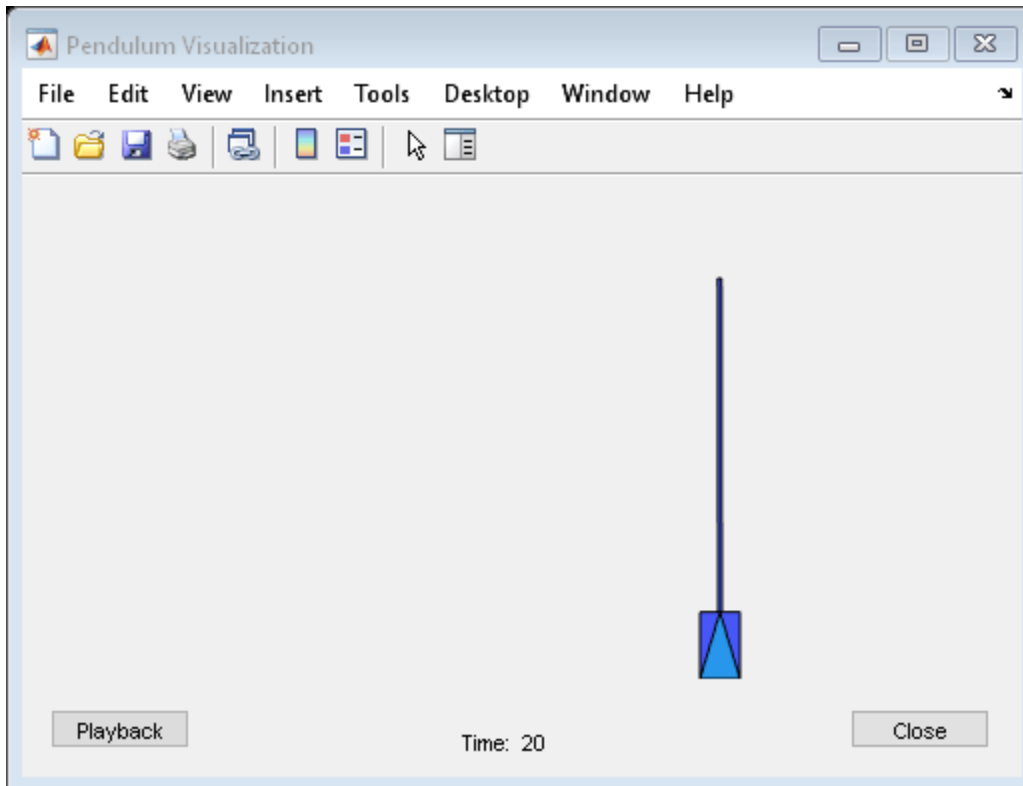 Pendulum Visualization
File Edit View Insert Tools Desktop Window Help
Playback
Time: 20
Close